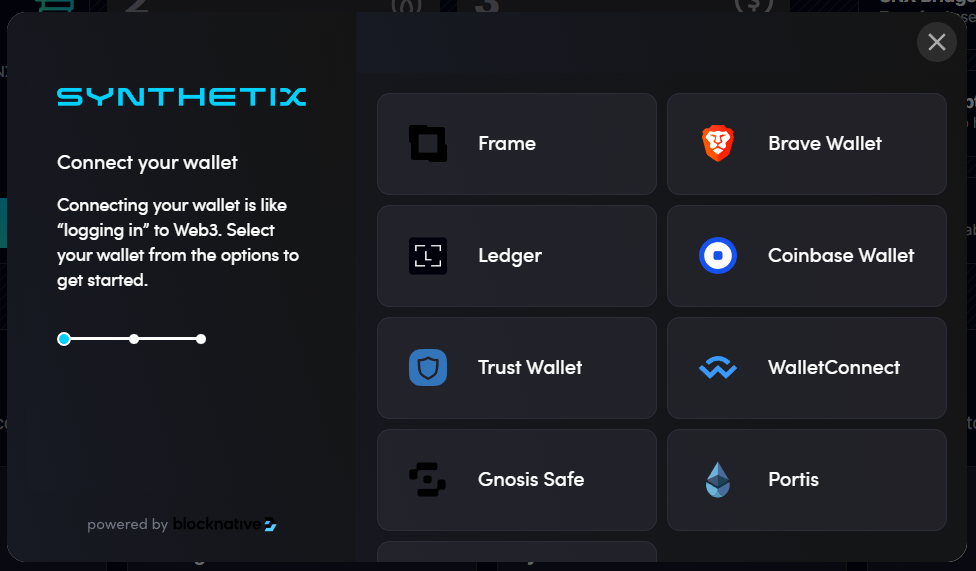 SYNTHETIX
Connect your wallet
Connecting your wallet is like
“logging in” to Web3. Select
your wallet from the options to
get started.
powered by blocknative
Frame
Brave Wallet
Ledger
Coinbase Wallet
Trust Wallet
WalletConnect
Gnosis Safe
Portis